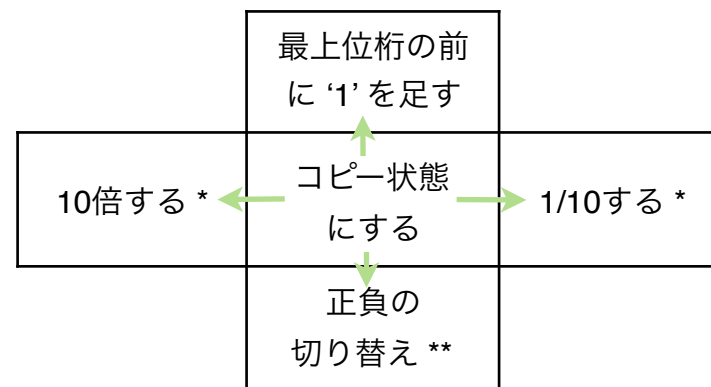 最上位桁の前
に ‘1’ を足す
10倍する *
コピー状態
にする
1/10する *
正負の
切り替え **